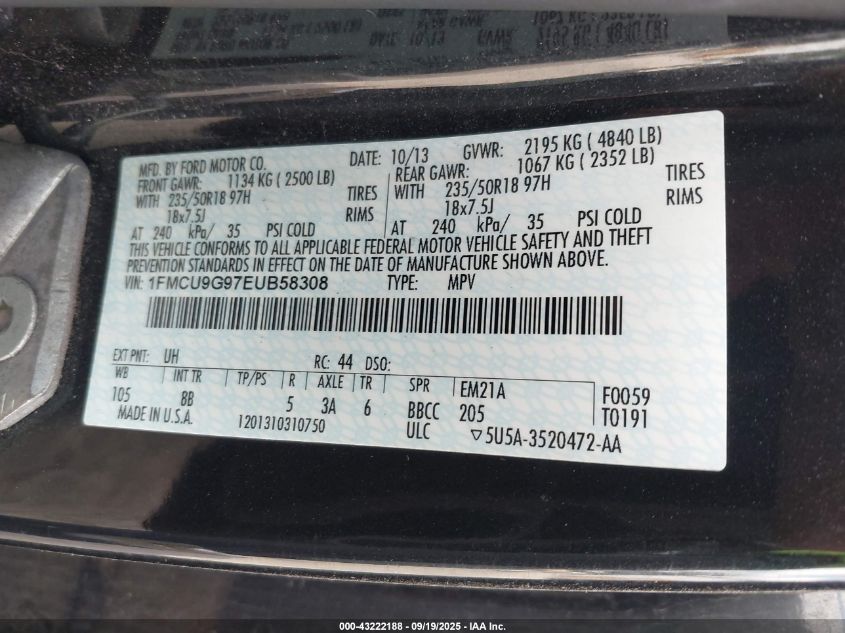 MFD. BY FORD MOTOR CO.
DATE: 10/13 GVWR: 2195 KG ( 4840 LB)
FRONT GAWR: 1134 KG ( 2500 LB)
REAR GAWR: 1067 KG ( 2352 LB)
WITH 235/50R18 97H TIRES
WITH 235/50R18 97H TIRES
18x7.5J RIMS
18x7.5J RIMS
AT 240 kPa/ 35 PSI COLD
AT 240 kPa/ 35 PSI COLD
THIS VEHICLE CONFORMS TO ALL APPLICABLE FEDERAL MOTOR VEHICLE SAFETY AND THEFT
PREVENTION STANDARDS IN EFFECT ON THE DATE OF MANUFACTURE SHOWN ABOVE.
VIN: 1FMCU9G97EUB58308 TYPE: MPV
EXT PNT: UH RC: 44 DSO:
WB INT TR TP/PS R AXLE TR SPR EM21A F0059
105 8B 5 3A 6 BBCC 205 T0191
MADE IN U.S.A. 1201310310750 ULC ▽5U5A-3520472-AA
000-43222188 - 09/19/2025 - IAA Inc.